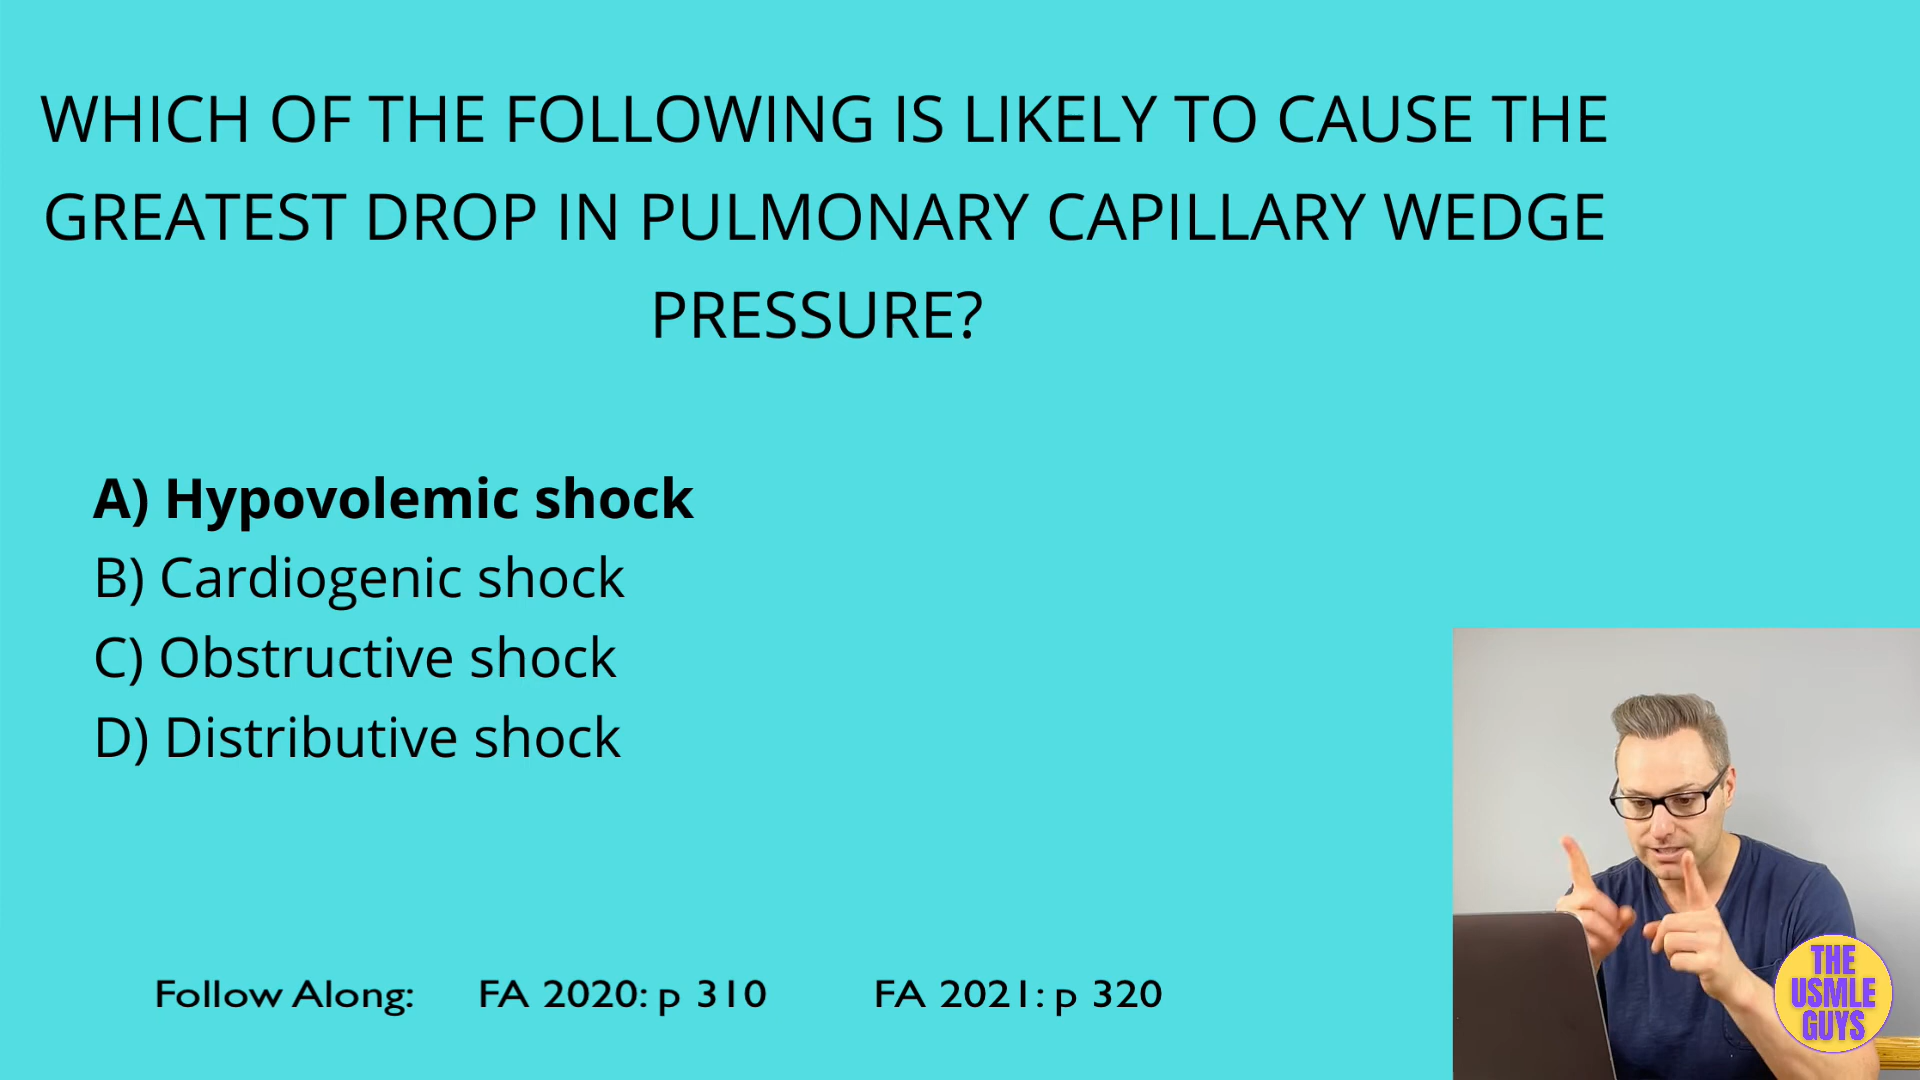 WHICH OF THE FOLLOWING IS LIKELY TO CAUSE THE
GREATEST DROP IN PULMONARY CAPILLARY WEDGE
PRESSURE?
A) Hypovolemic shock
B) Cardiogenic shock
C) Obstructive shock
D) Distributive shock
Follow Along: FA 2020: p 310 FA 2021: p 320
THE
USMLE
GUYS